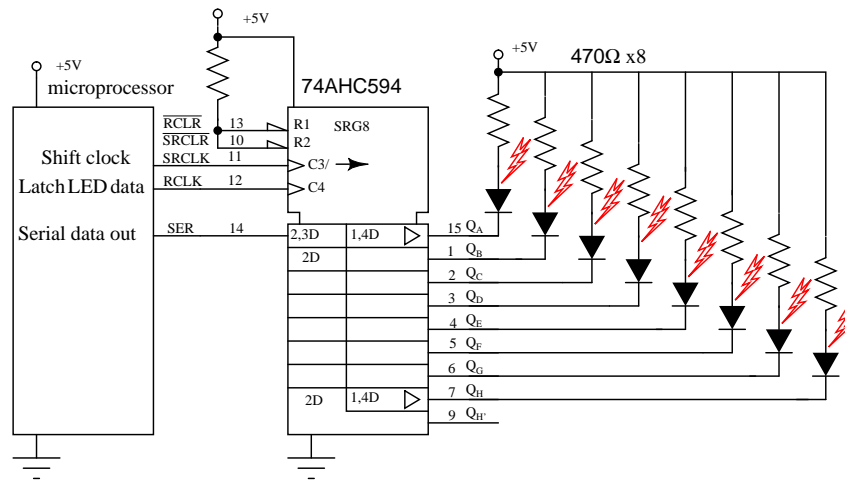 +5V
+5V
+5V
470Ω x8
microprocessor
74AHC594
RCLR 13 R1 SRG8
SRCLR 10 R2
Shift clock SRCLK 11 C3/
Latch LED data RCLK 12 C4
Serial data out SER 14 2,3D 1,4D 15 QA
2D 1 QB
2 QC
3 QD
4 QE
5 QF
6 QG
2D 1,4D 7 QH
9 QH'